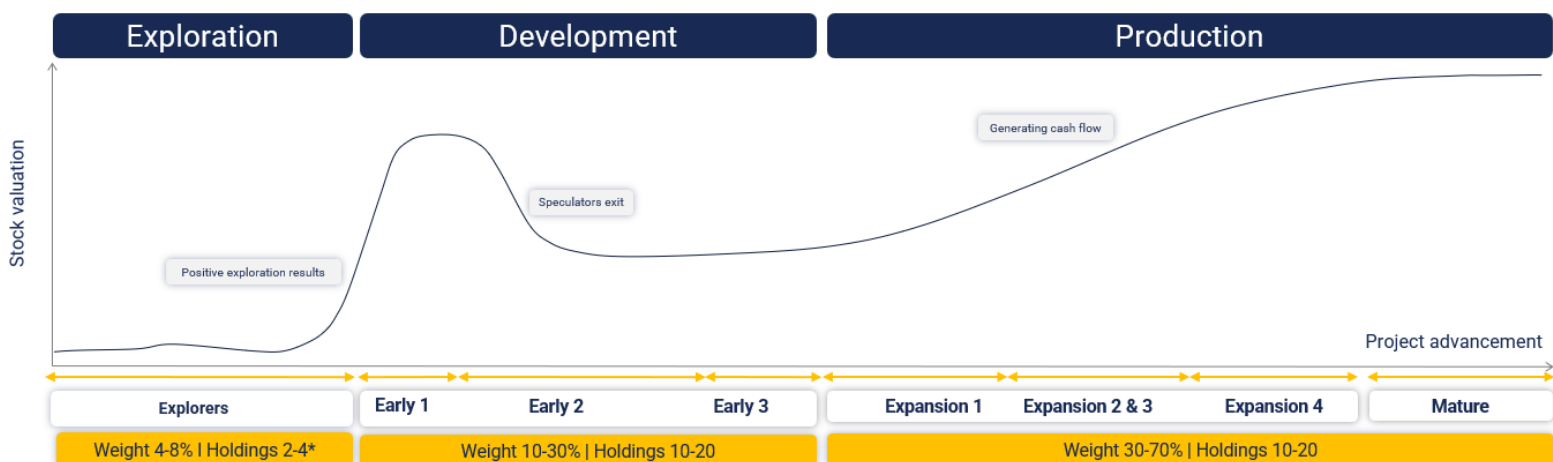 Exploration
Development
Production
Stock valuation
Positive exploration results
Speculators exit
Generating cash flow
Project advancement
Explorers
Early 1
Early 2
Early 3
Expansion 1
Expansion 2 & 3
Expansion 4
Mature
Weight 4-8% I Holdings 2-4*
Weight 10-30% | Holdings 10-20
Weight 30-70% | Holdings 10-20